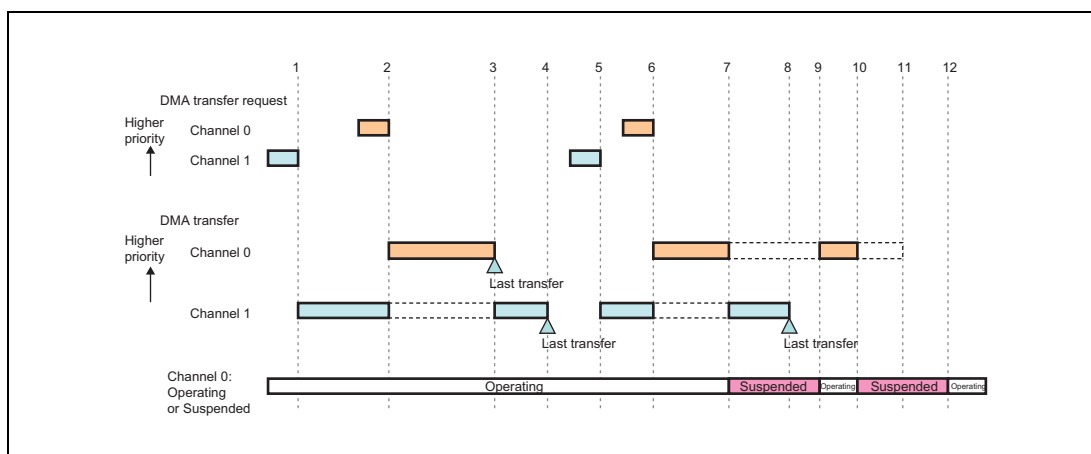 1 2 3 4 5 6 7 8 9 10 11 12
DMA transfer request
Higher
priority
Channel 0
Channel 1
DMA transfer
Higher
priority
Channel 0
Last transfer
Channel 1
Last transfer
Last transfer
Channel 0:
Operating
or Suspended
Operating
Suspended
Operating
Suspended
Operating